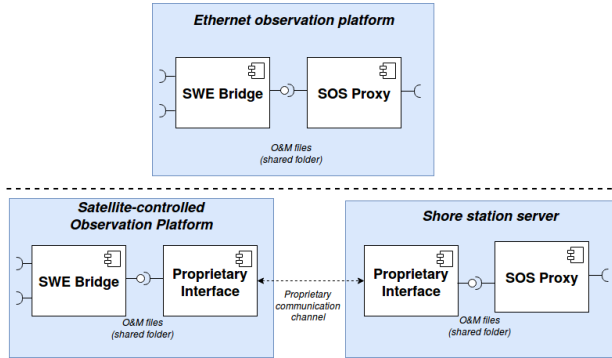 Ethernet observation platform
SWE Bridge
SOS Proxy
O&M files
(shared folder)
Satellite-controlled
Observation Platform
SWE Bridge
Proprietary
Interface
O&M files
(shared folder)
Proprietary
communication
channel
Shore station server
Proprietary
Interface
SOS Proxy
O&M files
(shared folder)